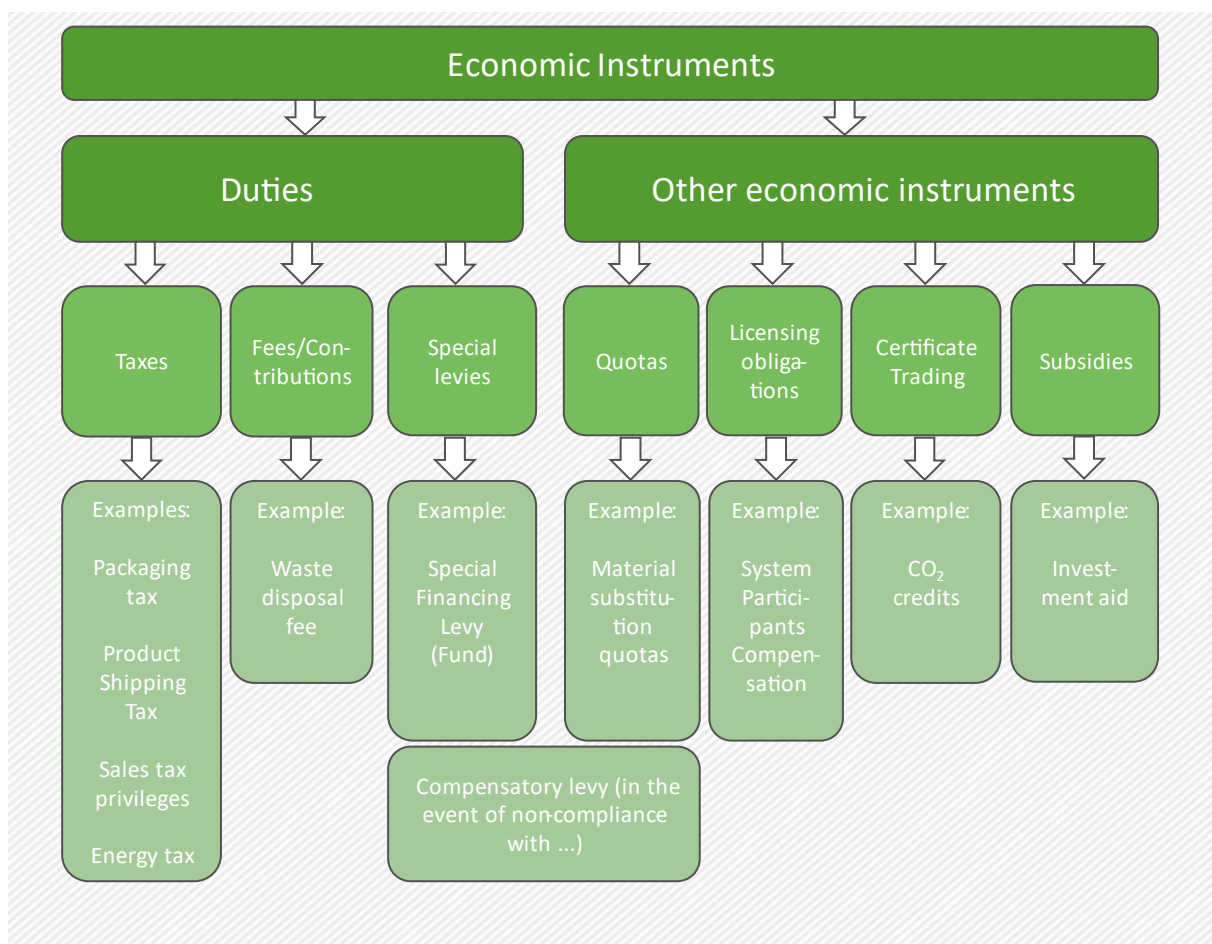 Economic Instruments
Duties
Other economic instruments
Taxes
Fees/Con-
tributions
Special
levies
Quotas
Licensing
obliga-
tions
Certificate
Trading
Subsidies
Examples:
Packaging
tax
Product
Shipping
Tax
Sales tax
privileges
Energy tax
Example:
Waste
disposal
fee
Example:
Special
Financing
Levy
(Fund)
Example:
Material
substitu-
tion
quotas
Example:
System
Partici-
pants
Compen-
sation
Example:
CO₂
credits
Example:
Invest-
ment aid
Compensatory levy (in the
event of non-compliance
with ...)